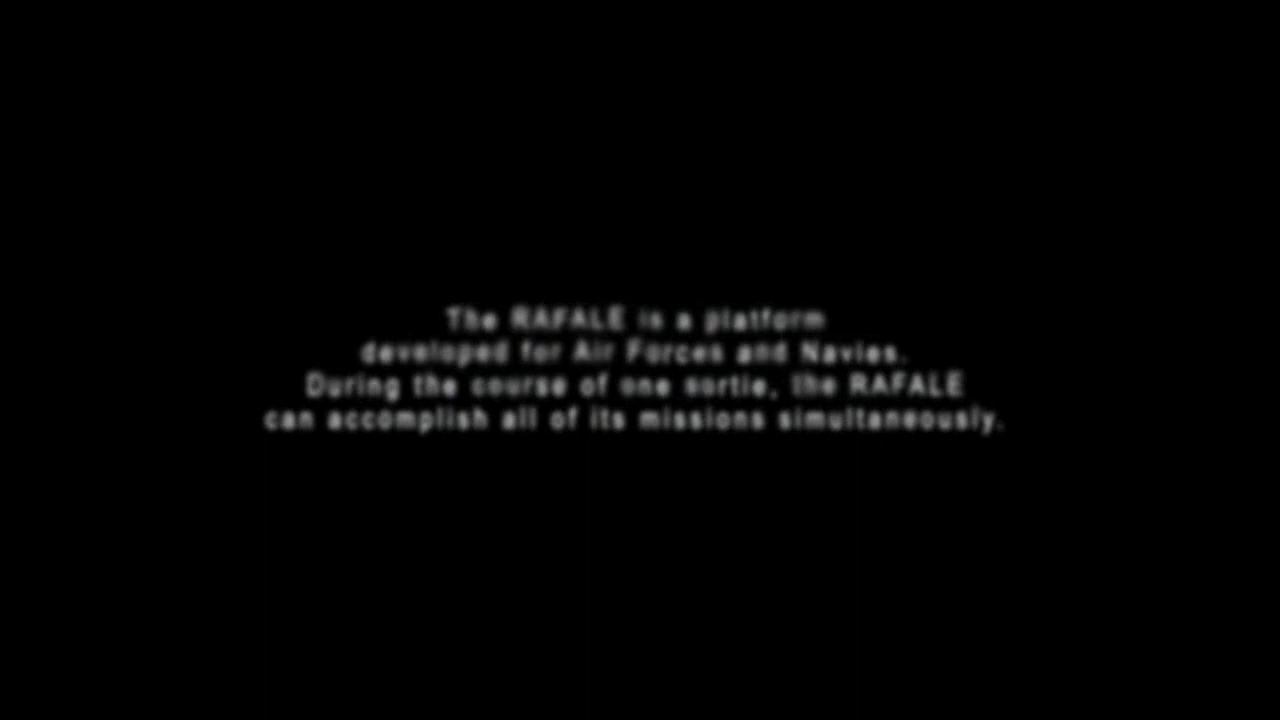 The RAFALE is a platform
developed for Air Forces and Navies.
During the course of one sortie, the RAFALE
can accomplish all of its missions simultaneously.